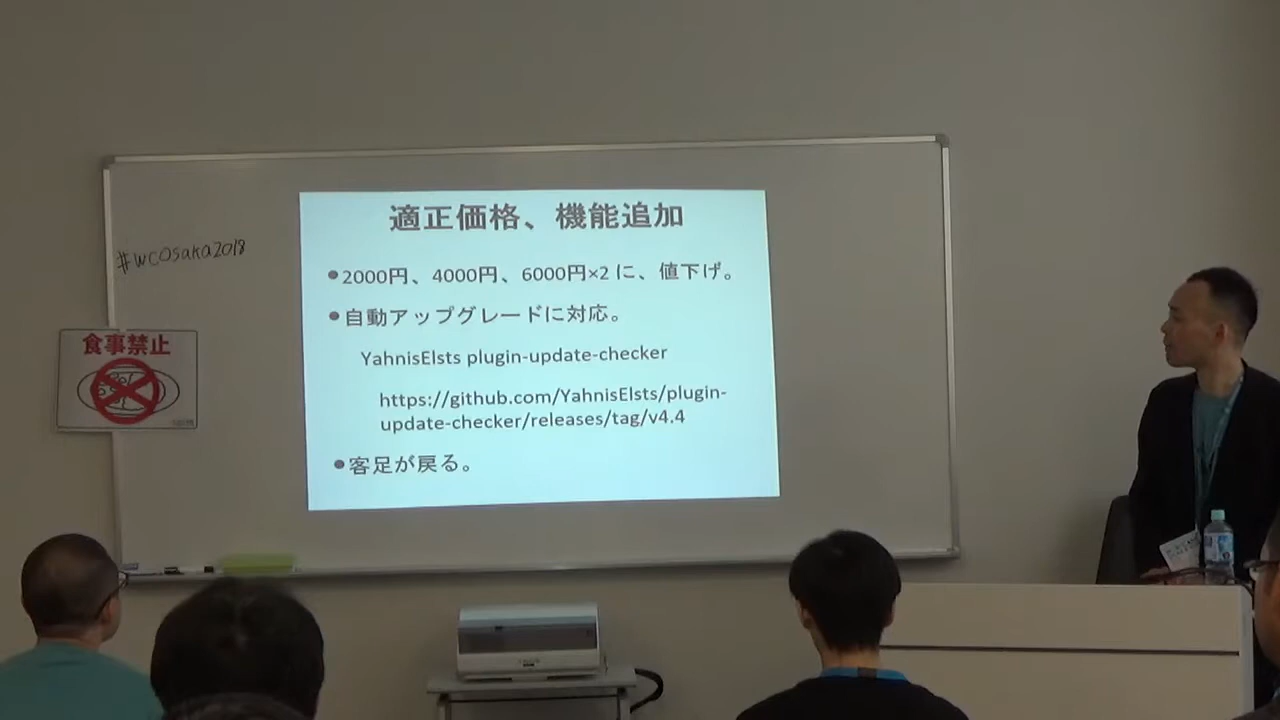 適正価格、機能追加
#wcosaka2018
●2000円、4000円、6000円×2 に、値下げ。
●自動アップグレードに対応。
YahnisElsts plugin-update-checker
食事禁止
https://github.com/YahnisElsts/plugin-
update-checker/releases/tag/v4.4
●客足が戻る。